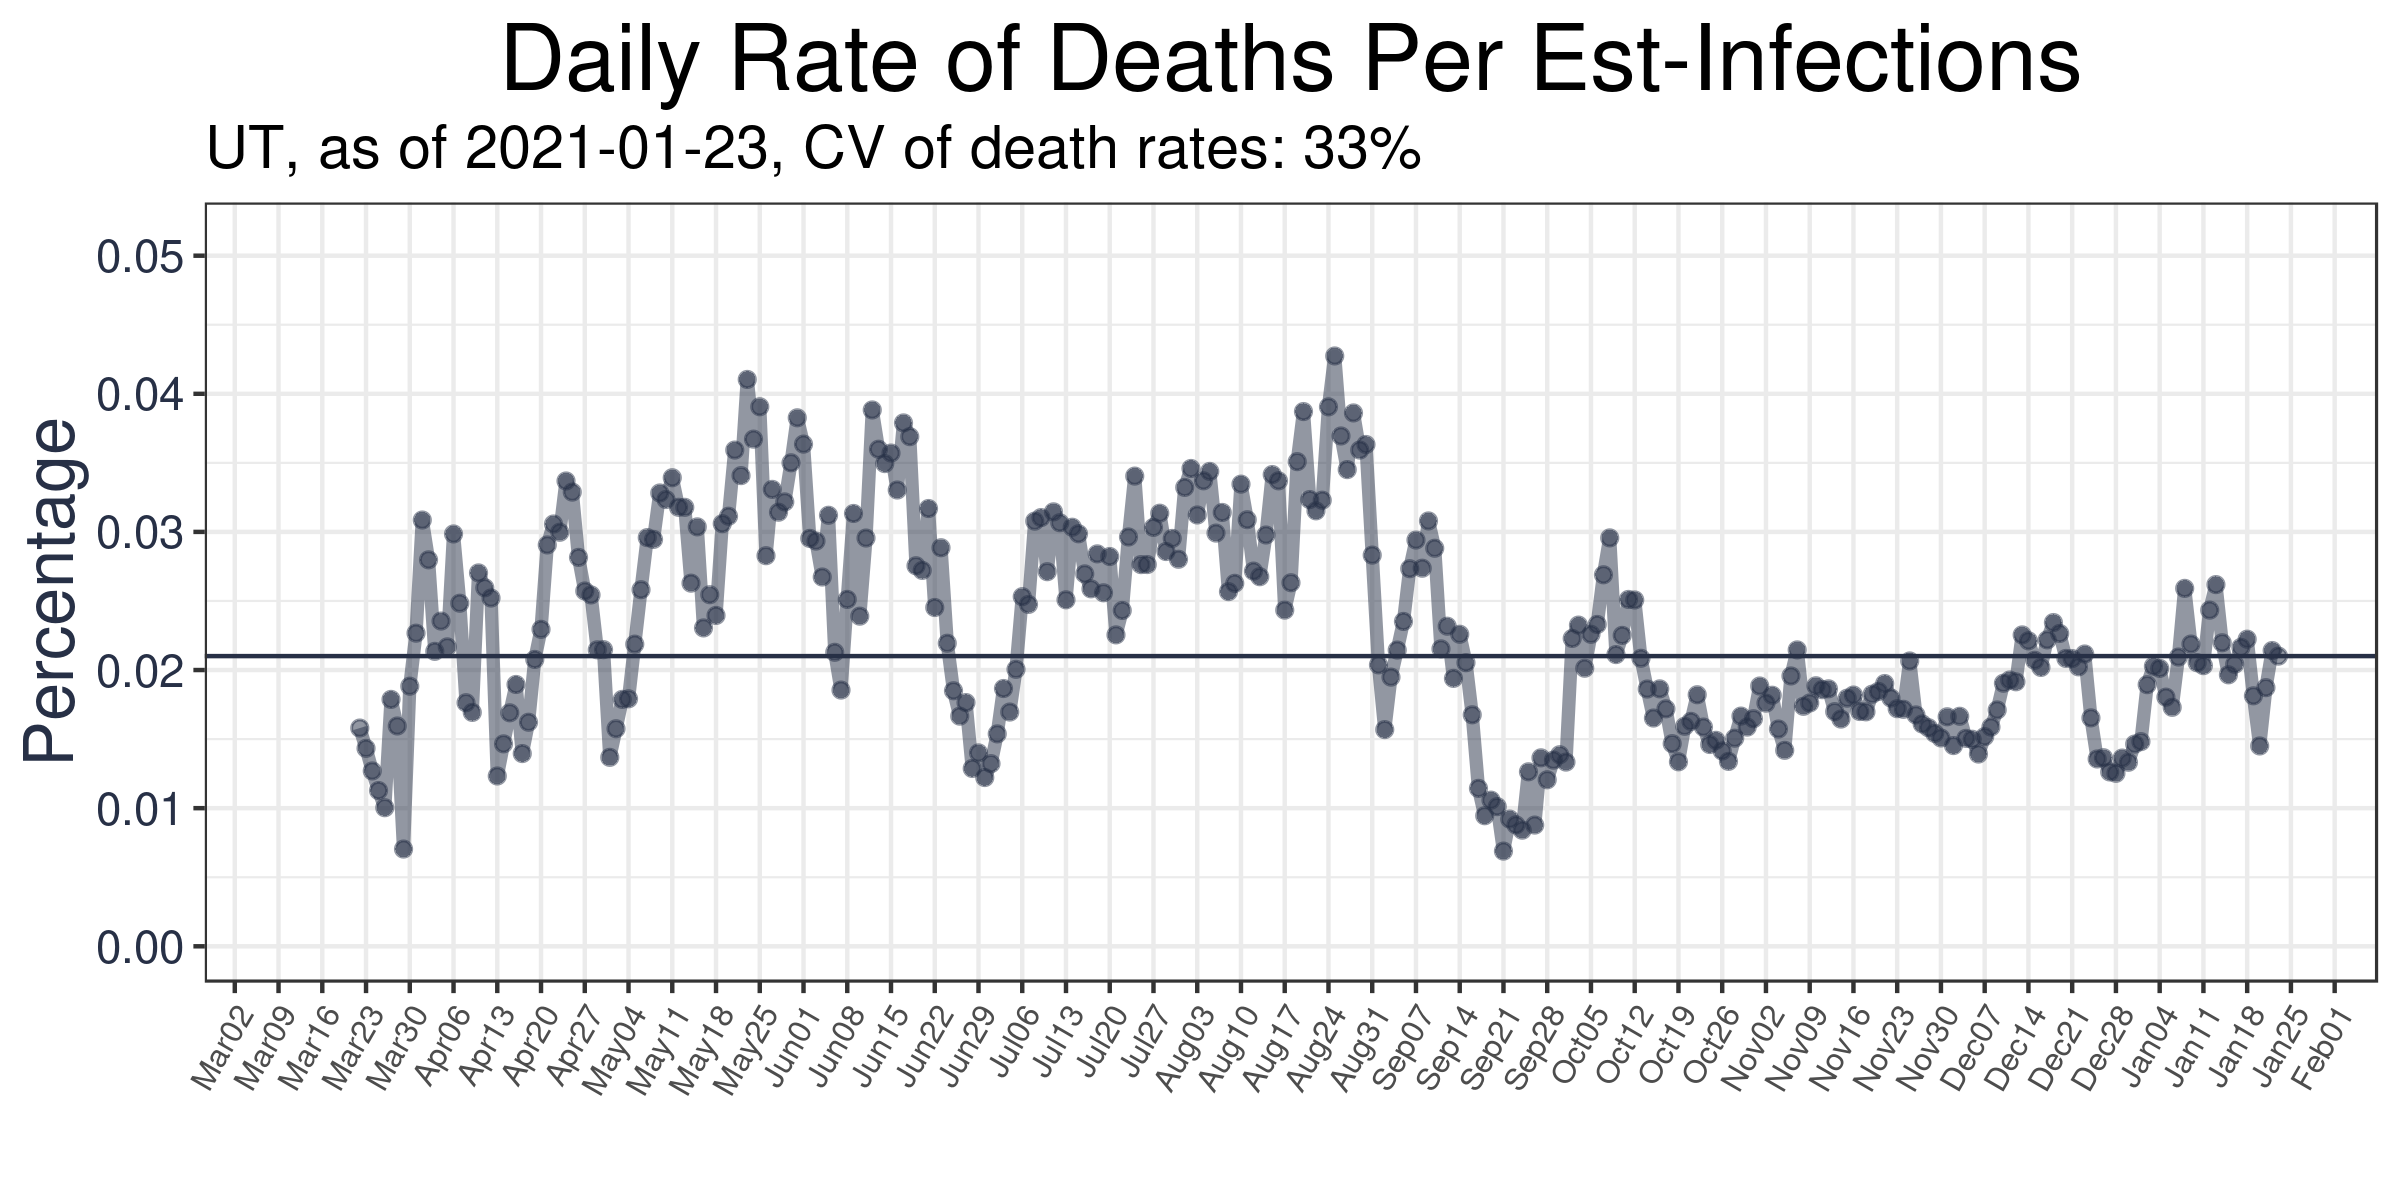 Daily Rate of Deaths Per Est-Infections
UT, as of 2021-01-23, CV of death rates: 33%
Percentage
0.05
0.04
0.03
0.02
0.01
0.00
Mar02
Mar09
Mar16
Mar23
Mar30
Apr06
Apr13
Apr20
Apr27
May04
May11
May18
May25
Jun01
Jun08
Jun15
Jun22
Jun29
Jul06
Jul13
Jul20
Jul27
Aug03
Aug10
Aug17
Aug24
Aug31
Sep07
Sep14
Sep21
Sep28
Oct05
Oct12
Oct19
Oct26
Nov02
Nov09
Nov16
Nov23
Nov30
Dec07
Dec14
Dec21
Dec28
Jan04
Jan11
Jan18
Jan25
Feb01